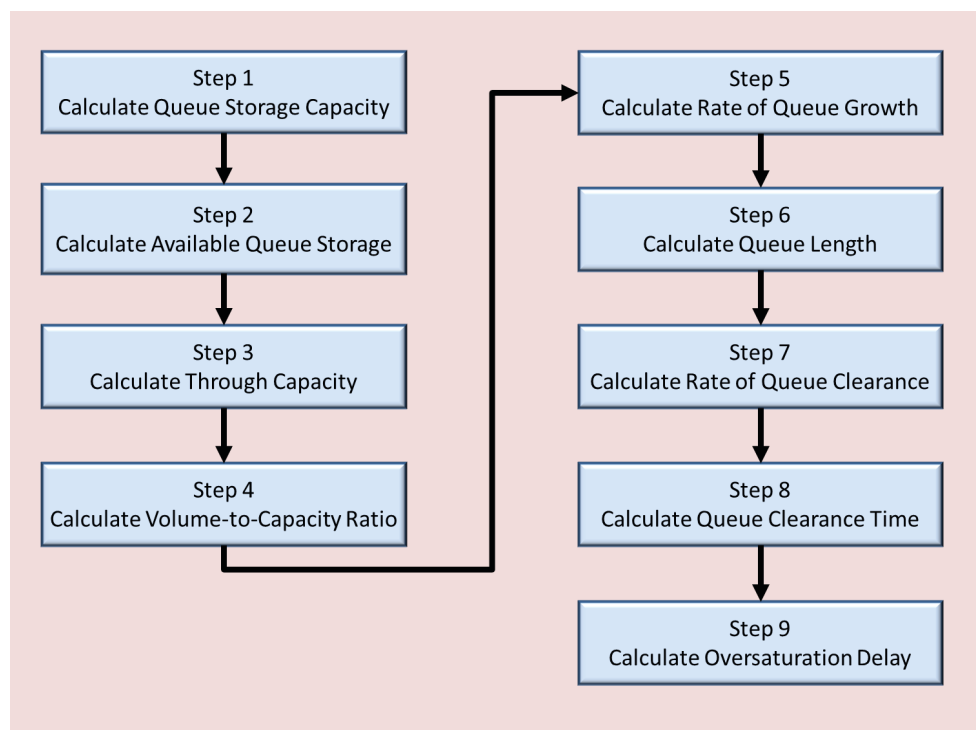 Step 1
Calculate Queue Storage Capacity
Step 2
Calculate Available Queue Storage
Step 3
Calculate Through Capacity
Step 4
Calculate Volume-to-Capacity Ratio
Step 5
Calculate Rate of Queue Growth
Step 6
Calculate Queue Length
Step 7
Calculate Rate of Queue Clearance
Step 8
Calculate Queue Clearance Time
Step 9
Calculate Oversaturation Delay